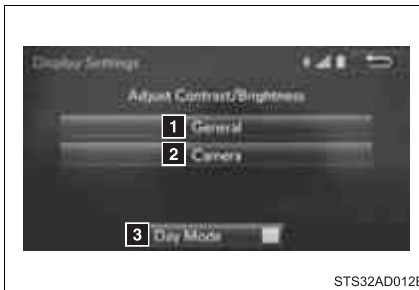 Display Settings
Adjust Contrast/Brightness
1 General
2 Camera
3 Day Mode
STS32AD012E